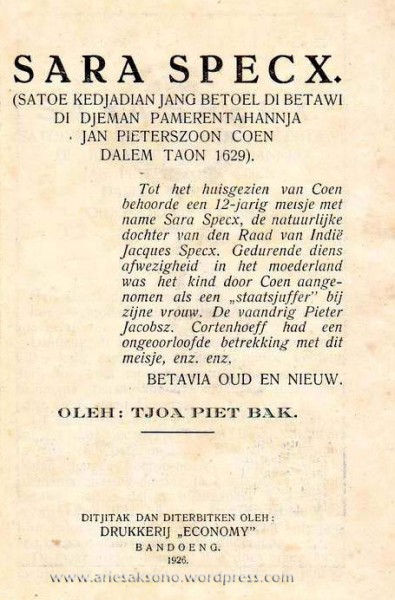 SARA SPECX.
(SATOE KEDJADIAN JANG BETOEL DI BETAWI
DI DJEMAN PAMERENTAHANNJA
JAN PIETERSZOON COEN
DALEM TAON 1629).
Tot het huisgezien van Coen
behoorde een 12-jarig meisje met
name Sara Specx, de natuurlijke
dochter van den Raad van Indië
Jacques Specx. Gedurende diens
afwezigheid in het moederland
was het kind door Coen aange-
nomen als een „staatsjuffer" bij
zijne vrouw. De vaandrig Pieter
Jacobsz. Cortenhoeff had een
ongeoorloofde betrekking met dit
meisje, enz. enz.
BETAVIA OUD EN NIEUW.
OLEH: TJOA PIET BAK.
DITJITAK DAN DITERBITKEN OLEH:
DRUKKERIJ „ECONOMY"
BANDOENG.
1926.
www.ariesaksono.wordpress.com